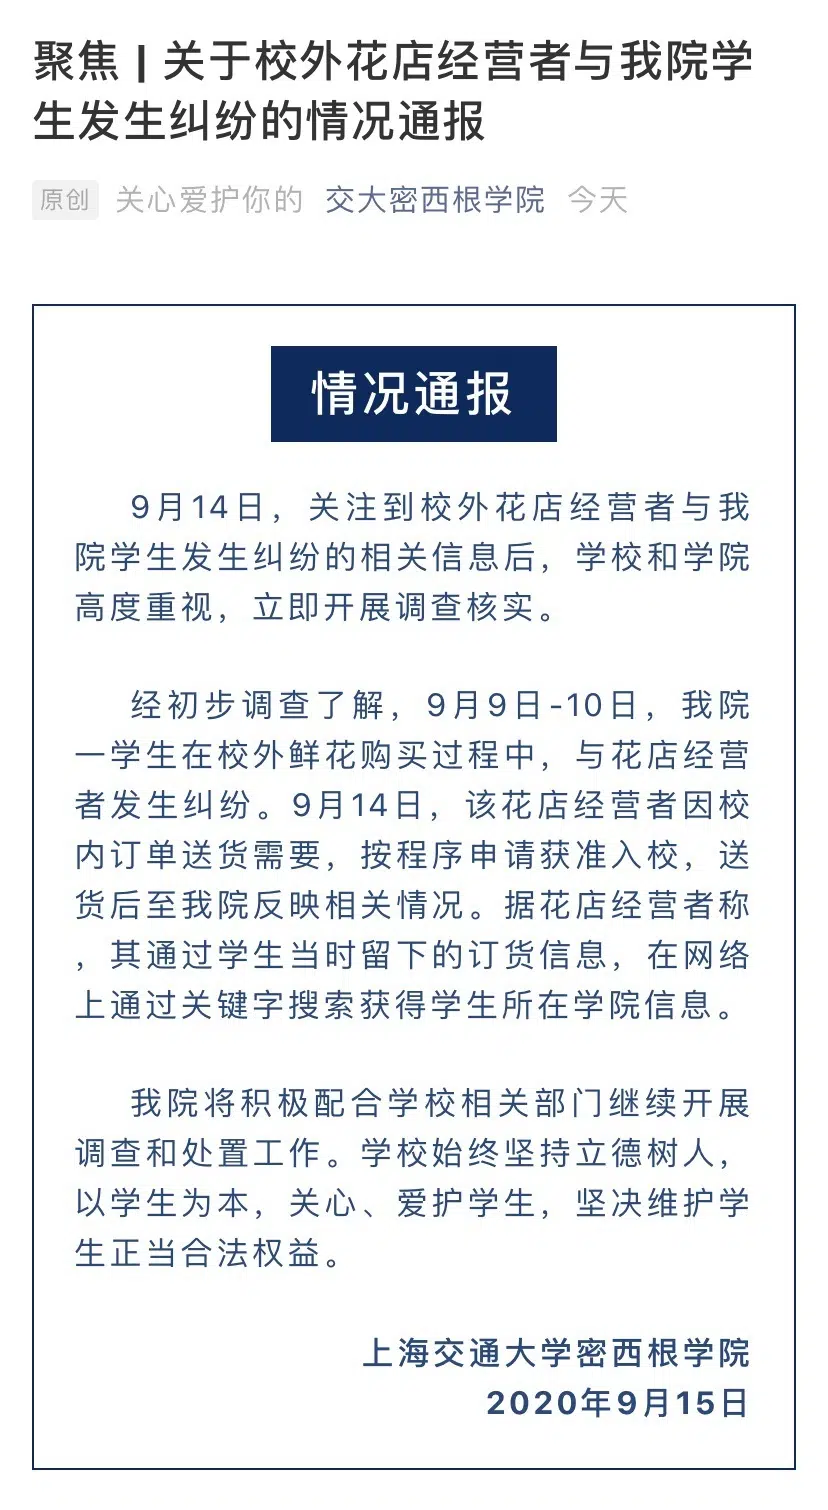 聚焦 | 关于校外花店经营者与我院学
生发生纠纷的情况通报
原创 关心爱护你的 交大密西根学院 今天
情况通报
9月14日，关注到校外花店经营者与我
院学生发生纠纷的相关信息后，学校和学院
高度重视，立即开展调查核实。
经初步调查了解，9月9日-10日，我院
一学生在校外鲜花购买过程中，与花店经营
者发生纠纷。9月14日，该花店经营者因校
内订单送货需要，按程序申请获准入校，送
货后至我院反映相关情况。据花店经营者称
，其通过学生当时留下的订货信息，在网络
上通过关键字搜索获得学生所在学院信息。
我院将积极配合学校相关部门继续开展
调查和处置工作。学校始终坚持立德树人，
以学生为本，关心、爱护学生，坚决维护学
生正当合法权益。
上海交通大学密西根学院
2020年9月15日